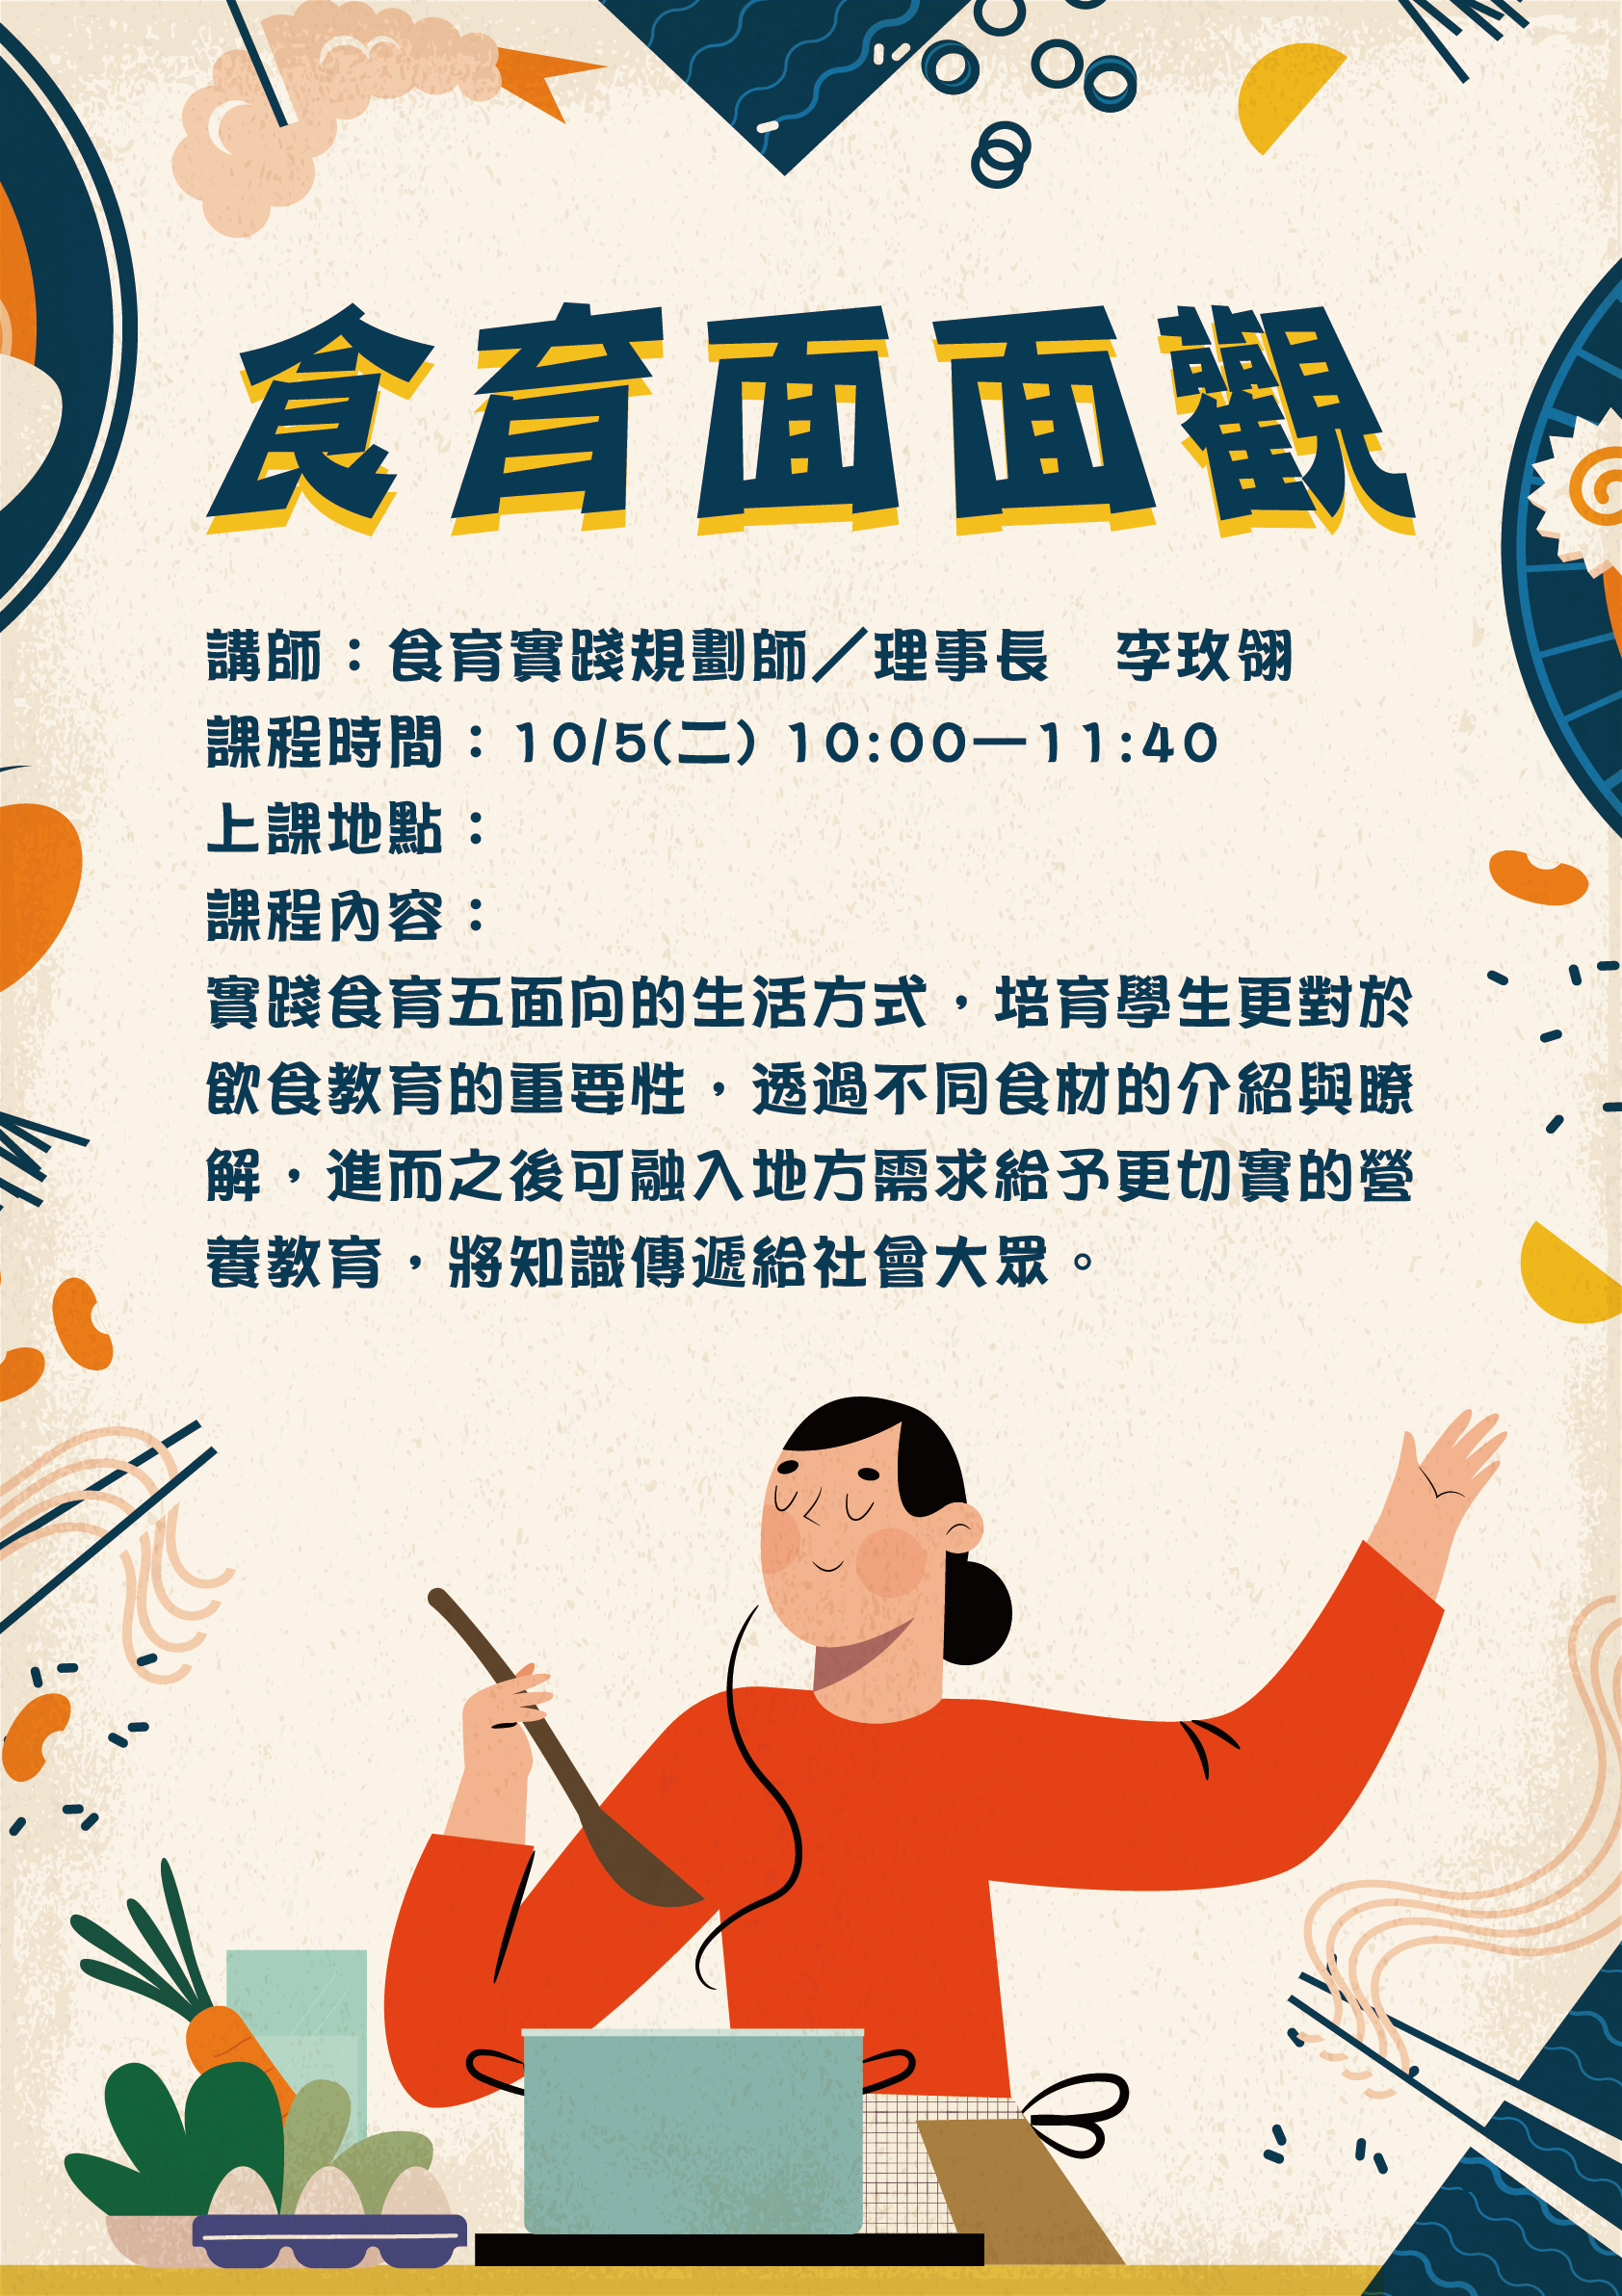 食育面面觀
講師：食育實踐規劃師／理事長　李玫翎
課程時間：10/5(二) 10:00—11:40
上課地點：
課程內容：
實踐食育五面向的生活方式，培育學生更對於
飲食教育的重要性，透過不同食材的介紹與瞭
解，進而之後可融入地方需求給予更切實的營
養教育，將知識傳遞給社會大眾。